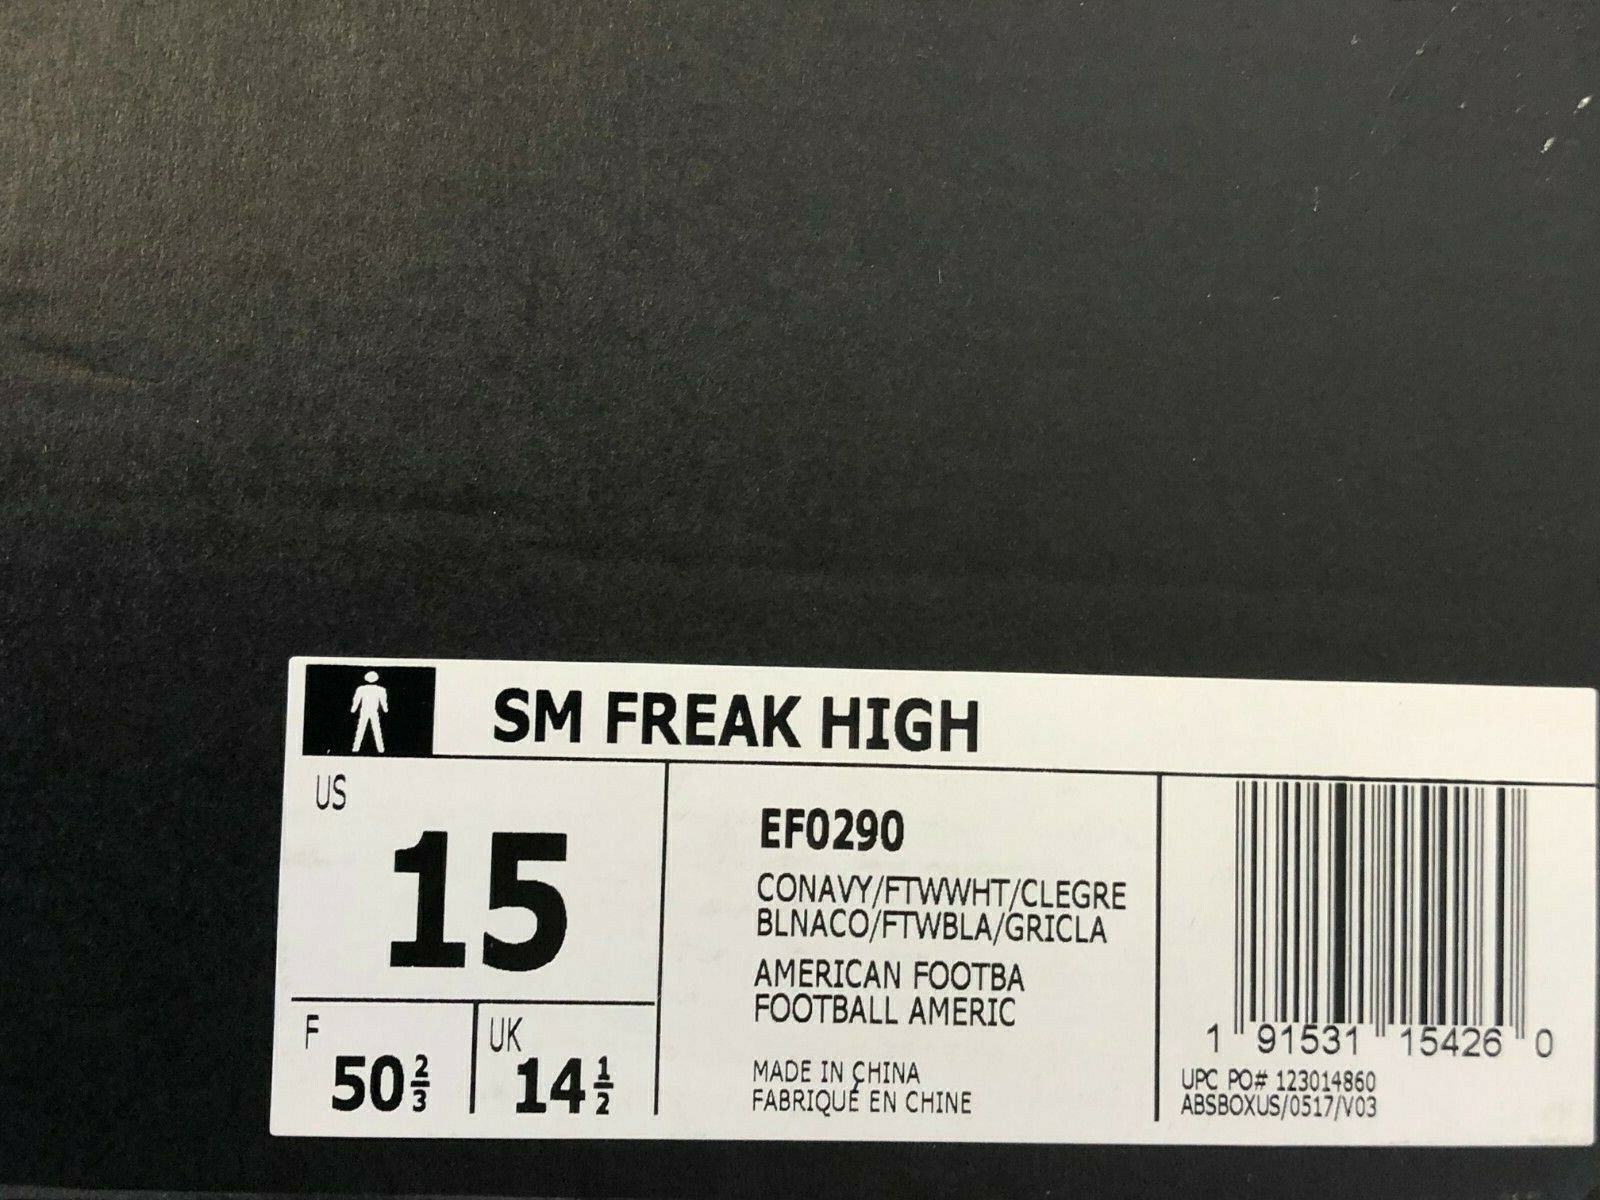 SM FREAK HIGH
US
15
F
50 2/3
UK
14 1/2
EF0290
CONAVY/FTWWHT/CLEGRE
BLNACO/FTWBLA/GRICLA
AMERICAN FOOTBA
FOOTBALL AMERIC
MADE IN CHINA
FABRIQUÉ EN CHINE
1 91531 15426 0
UPC PO# 123014860
ABSBOXUS/0517/V03